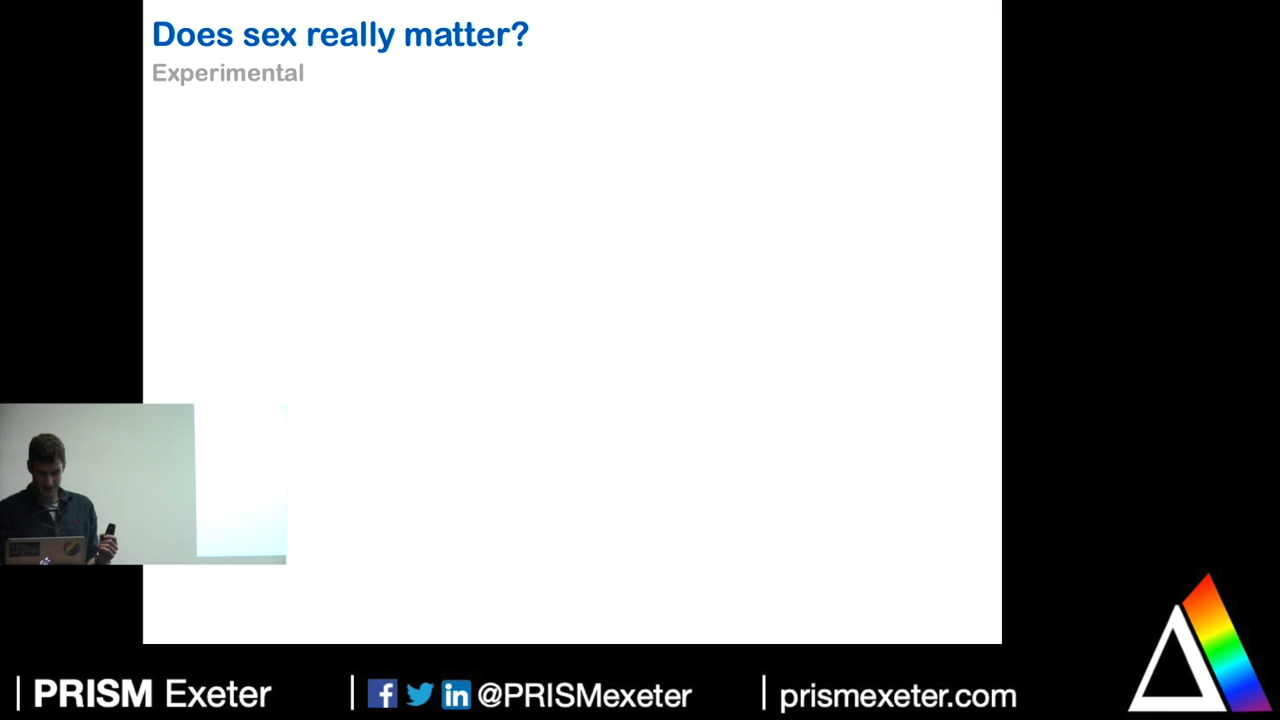 Does sex really matter?
Experimental
| PRISM Exeter
| @PRISMexeter
| prismexeter.com